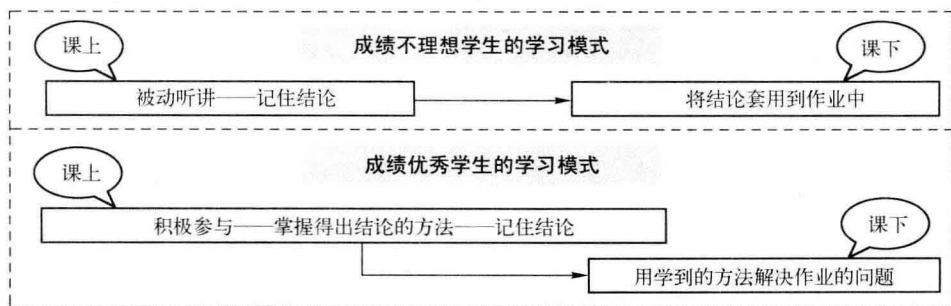 成绩不理想学生的学习模式
课上
课下
被动听讲——记住结论
将结论套用到作业中
成绩优秀学生的学习模式
课上
积极参与——掌握得出结论的方法——记住结论
课下
用学到的方法解决作业的问题